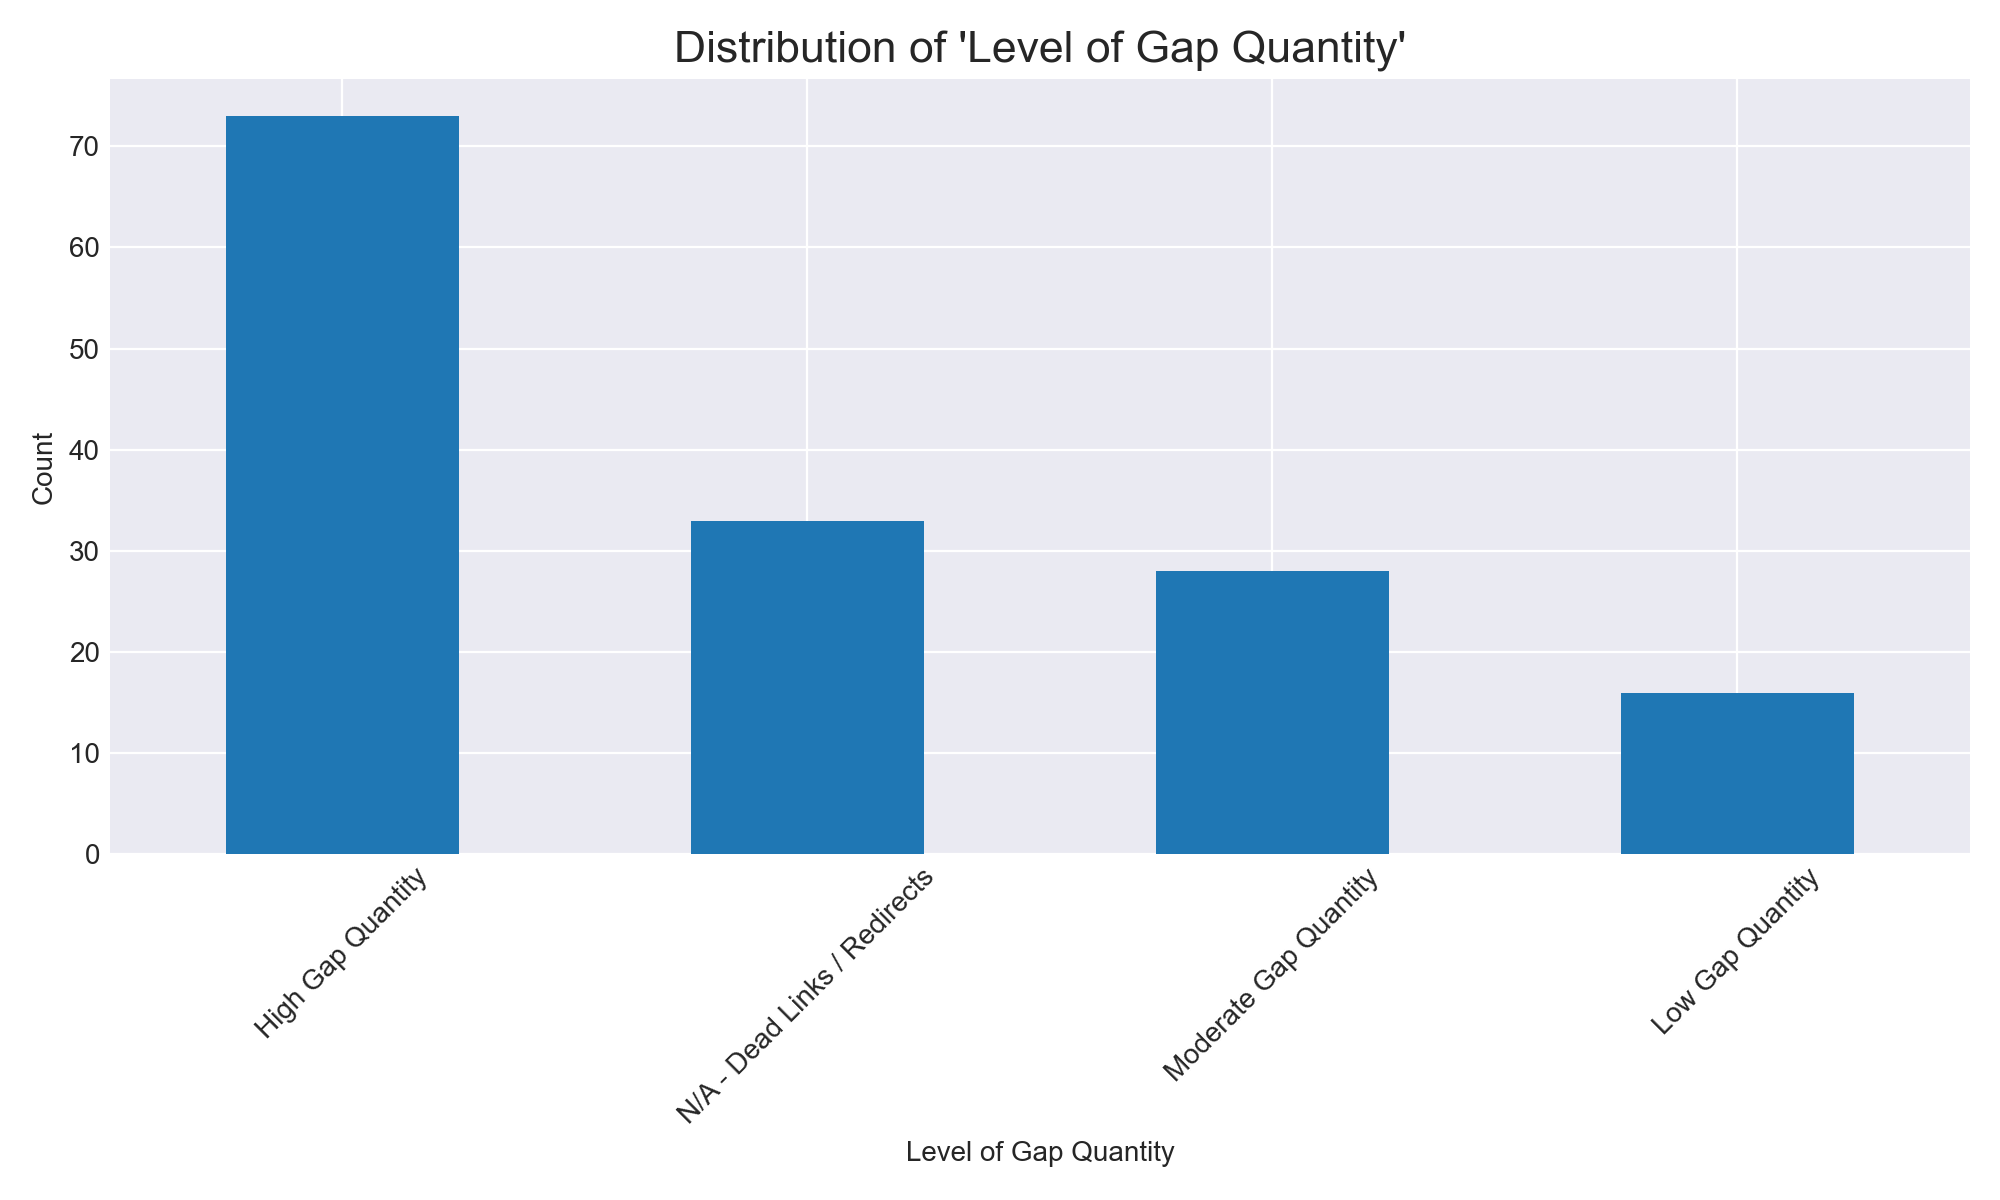 Distribution of 'Level of Gap Quantity'
70
60
50
40
30
20
10
0
Count
High Gap Quantity
N/A - Dead Links / Redirects
Moderate Gap Quantity
Low Gap Quantity
Level of Gap Quantity